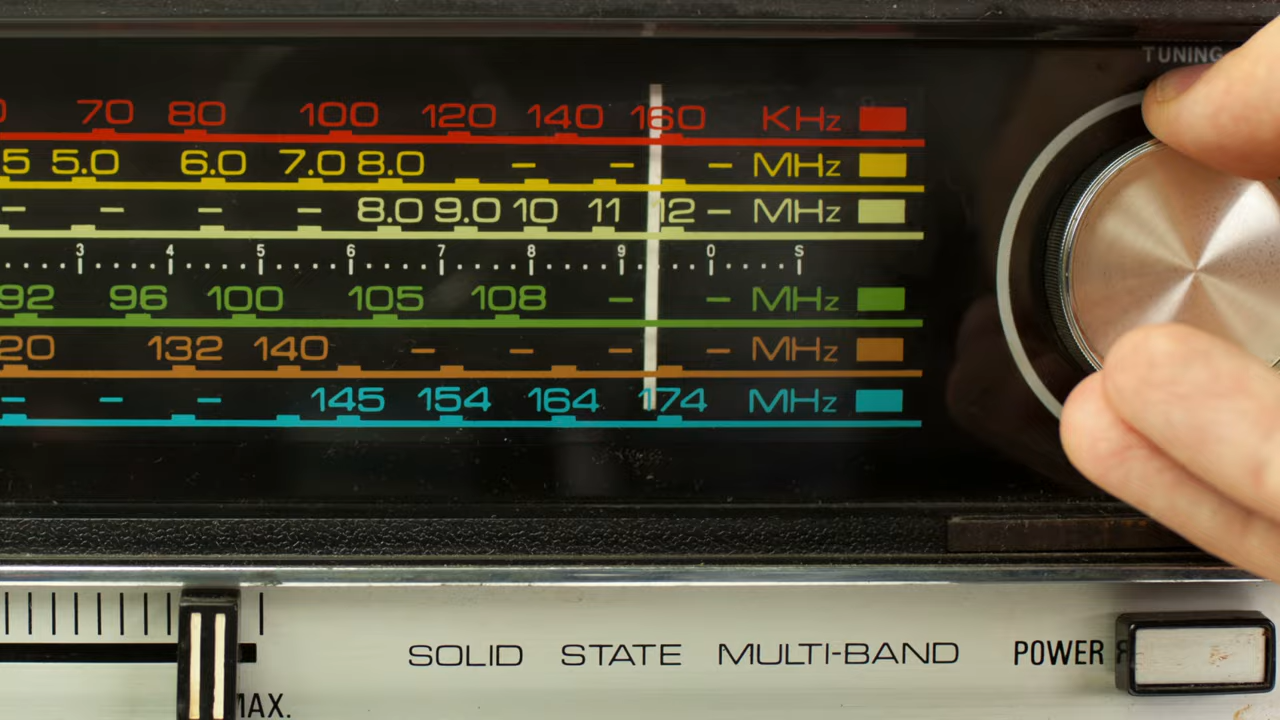 TUNING
70 80 100 120 140 160 KHz
5 5.0 6.0 7.0 8.0 – – – MHz
– – – – 8.0 9.0 10 11 12 – MHz
3 4 5 6 7 8 9 0 S
92 96 100 105 108 – – MHz
20 132 140 – – – – MHz
– – – 145 154 164 174 MHz
SOLID STATE MULTI-BAND POWER
MAX.